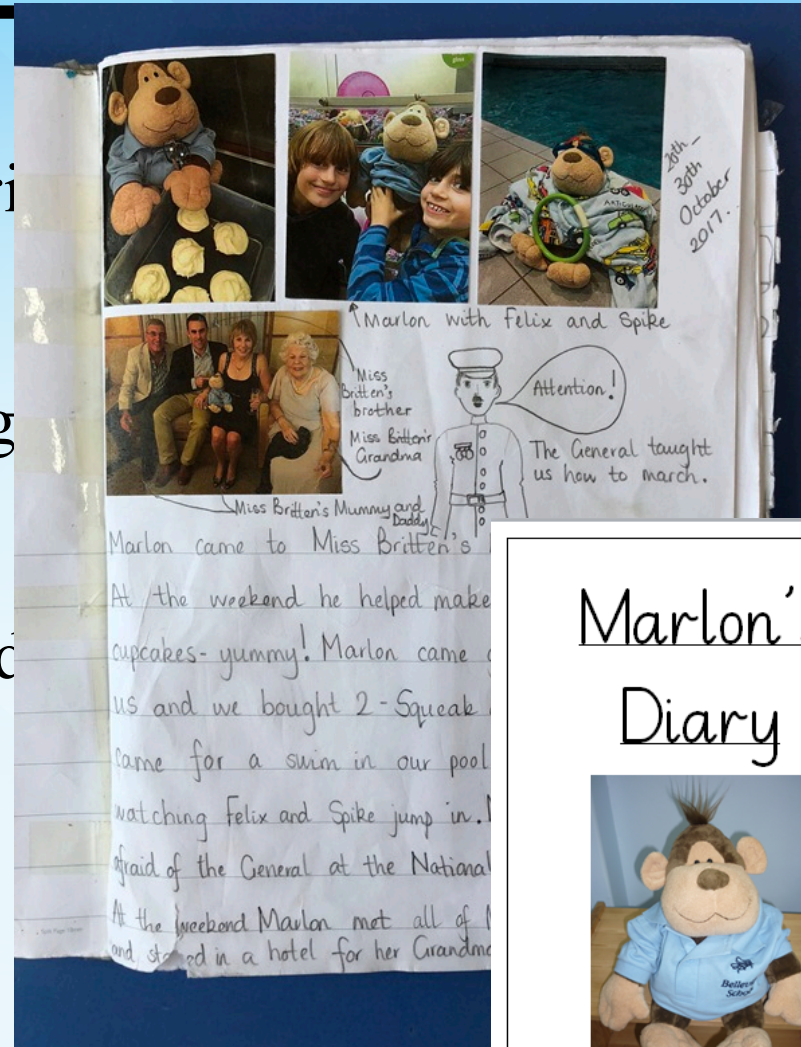 20th -
30th
October
2017.
Marlon with Felix and Spike
Miss
Britten's
brother
Miss Britten's
Grandma
Attention!
The General taught
us how to march.
Miss Britten's Mummy and
Daddy
Marlon came to Miss Britten's
At the weekend he helped make
cupcakes- yummy! Marlon came
us and we bought 2 - Squeak
came for a swim in our pool
watching Felix and Spike jump in.
afraid of the General at the National
At the weekend Marlon met all of
and stayed in a hotel for her Grandma
Marlon's
Diary
School